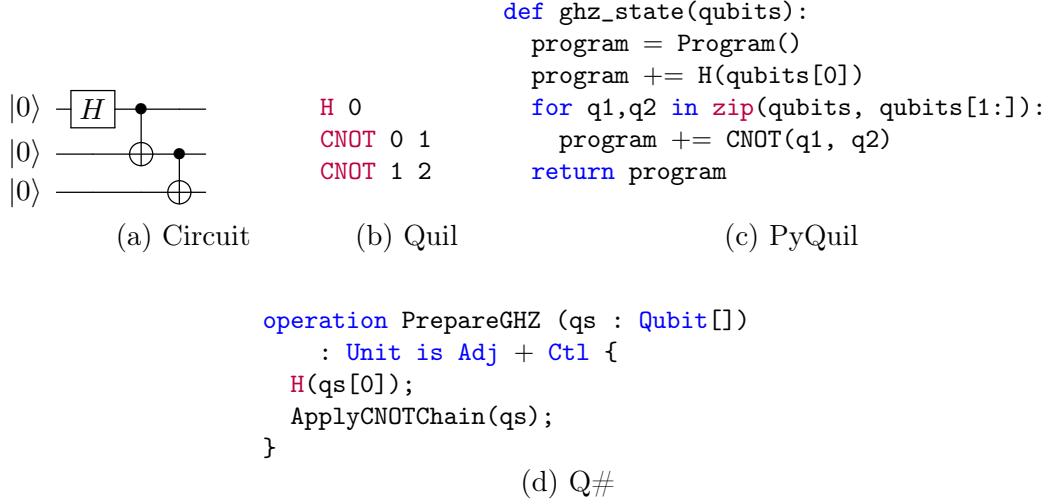 |0⟩ H
|0⟩
|0⟩
(a) Circuit
H 0
CNOT 0 1
CNOT 1 2
(b) Quil
def ghz_state(qubits):
  program = Program()
  program += H(qubits[0])
  for q1,q2 in zip(qubits, qubits[1:]):
    program += CNOT(q1, q2)
  return program
(c) PyQuil
operation PrepareGHZ (qs : Qubit[])
    : Unit is Adj + Ctl {
  H(qs[0]);
  ApplyCNOTChain(qs);
}
(d) Q#